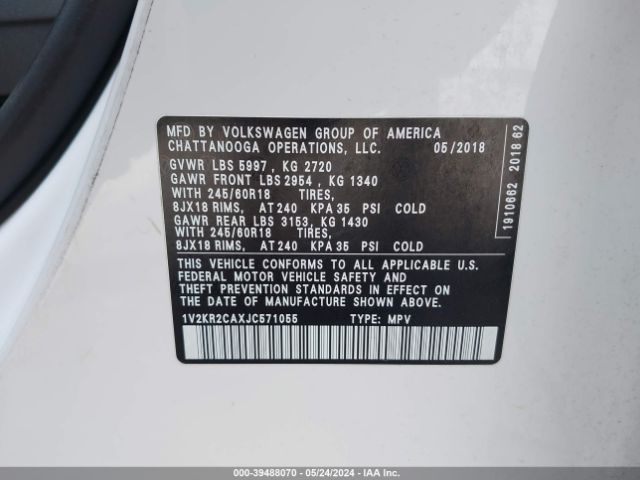 MFD BY VOLKSWAGEN GROUP OF AMERICA
CHATTANOOGA OPERATIONS, LLC. 05/2018
GVWR LBS 5997, KG 2720
GAWR FRONT LBS 2954, KG 1340
WITH 245/60R18 TIRES,
8JX18 RIMS, AT 240 KPA 35 PSI COLD
GAWR REAR LBS 3153, KG 1430
WITH 245/60R18 TIRES,
8JX18 RIMS, AT 240 KPA 35 PSI COLD
THIS VEHICLE CONFORMS TO ALL APPLICABLE U.S.
FEDERAL MOTOR VEHICLE SAFETY AND
THEFT PREVENTION STANDARDS IN EFFECT ON
THE DATE OF MANUFACTURE SHOWN ABOVE.
1V2KR2CAXJC571055 TYPE: MPV
1910662 2018 62
000-39488070 - 05/24/2024 - IAAI.com